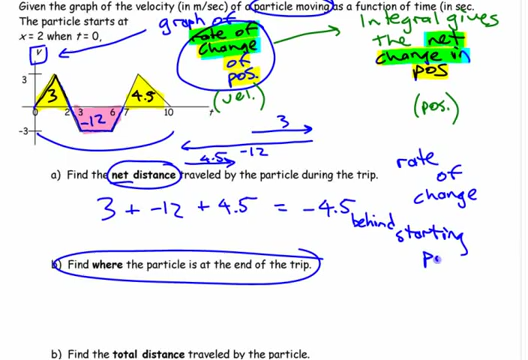 Given the graph of the velocity (in m/sec) of a particle moving as a function of time (in sec.
The particle starts at
x = 2 when t = 0,
graph of
rate of
change
of
pos.
(vel.)
Integral gives
the net
change in
pos
(pos.)
v
3
-3
0 2 3 6 7 10 t
3
-12
4.5
3
-12
4.5
a) Find the net distance traveled by the particle during the trip.
3 + -12 + 4.5 = -4.5
behind
starting
rate
of
change
b) Find where the particle is at the end of the trip.
b) Find the total distance traveled by the particle.